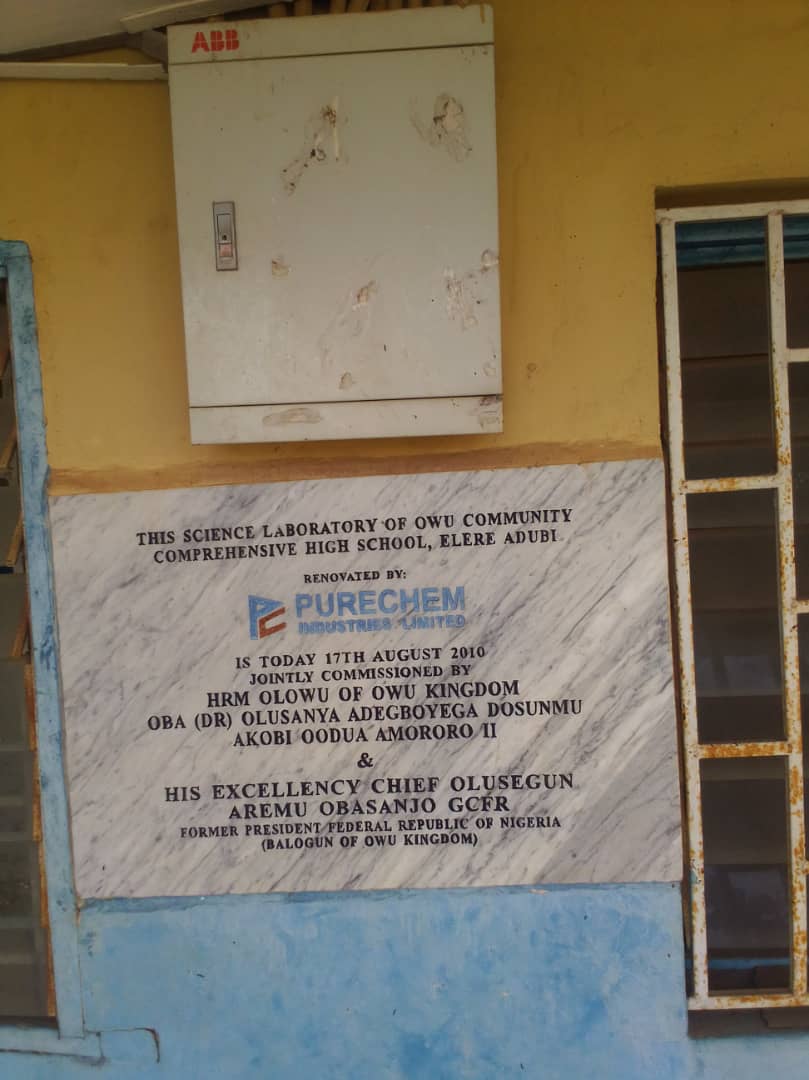 ABB
THIS SCIENCE LABORATORY OF OWU COMMUNITY
COMPREHENSIVE HIGH SCHOOL, ELERE ADUBI
RENOVATED BY:
PURECHEM
INDUSTRIES LIMITED
IS TODAY 17TH AUGUST 2010
JOINTLY COMMISSIONED BY
HRM OLOWU OF OWU KINGDOM
OBA (DR) OLUSANYA ADEGBOYEGA DOSUNMU
AKOBI OODUA AMORORO II
&
HIS EXCELLENCY CHIEF OLUSEGUN
AREMU OBASANJO GCFR
FORMER PRESIDENT FEDERAL REPUBLIC OF NIGERIA
(BALOGUN OF OWU KINGDOM)